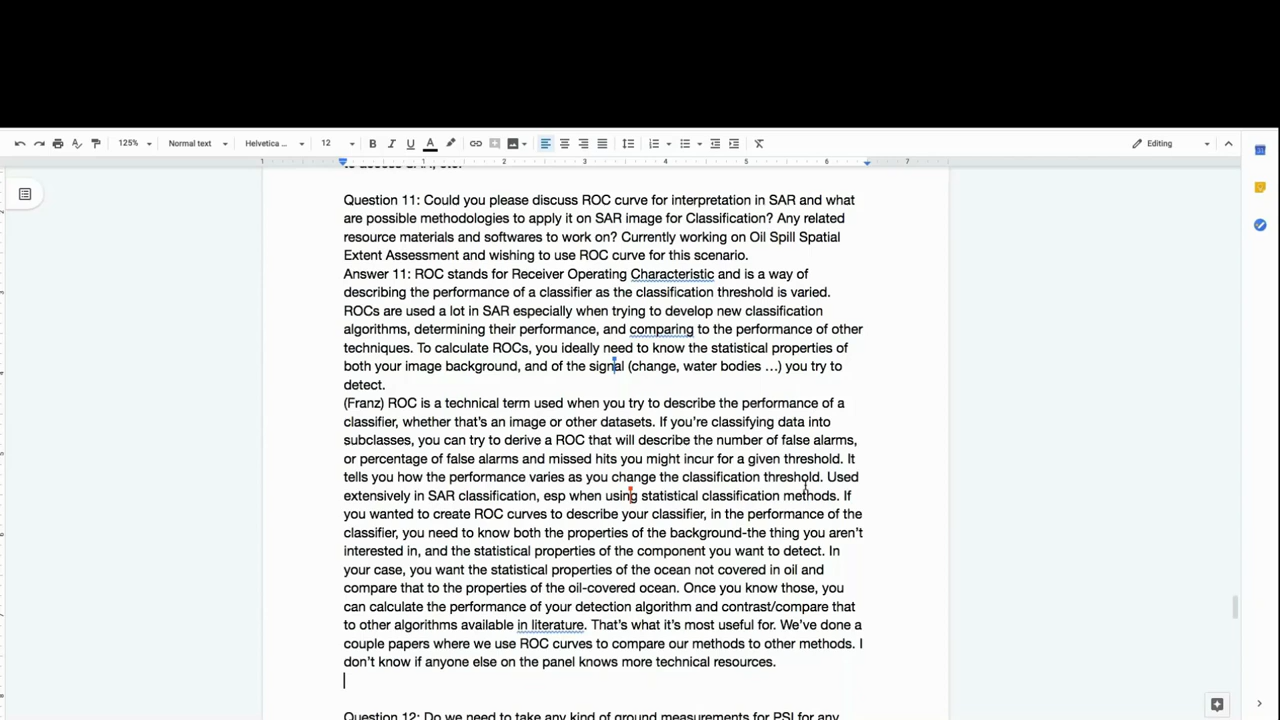 125% Normal text Helvetica ... 12 Editing
1 1 2 3 4 5 6 7
Question 11: Could you please discuss ROC curve for interpretation in SAR and what
are possible methodologies to apply it on SAR image for Classification? Any related
resource materials and softwares to work on? Currently working on Oil Spill Spatial
Extent Assessment and wishing to use ROC curve for this scenario.
Answer 11: ROC stands for Receiver Operating Characteristic and is a way of
describing the performance of a classifier as the classification threshold is varied.
ROCs are used a lot in SAR especially when trying to develop new classification
algorithms, determining their performance, and comparing to the performance of other
techniques. To calculate ROCs, you ideally need to know the statistical properties of
both your image background, and of the signal (change, water bodies ...) you try to
detect.
(Franz) ROC is a technical term used when you try to describe the performance of a
classifier, whether that's an image or other datasets. If you're classifying data into
subclasses, you can try to derive a ROC that will describe the number of false alarms,
or percentage of false alarms and missed hits you might incur for a given threshold. It
tells you how the performance varies as you change the classification threshold. Used
extensively in SAR classification, esp when using statistical classification methods. If
you wanted to create ROC curves to describe your classifier, in the performance of the
classifier, you need to know both the properties of the background-the thing you aren't
interested in, and the statistical properties of the component you want to detect. In
your case, you want the statistical properties of the ocean not covered in oil and
compare that to the properties of the oil-covered ocean. Once you know those, you
can calculate the performance of your detection algorithm and contrast/compare that
to other algorithms available in literature. That's what it's most useful for. We've done a
couple papers where we use ROC curves to compare our methods to other methods. I
don't know if anyone else on the panel knows more technical resources.
Question 12: Do we need to take any kind of ground measurements for PSI for any